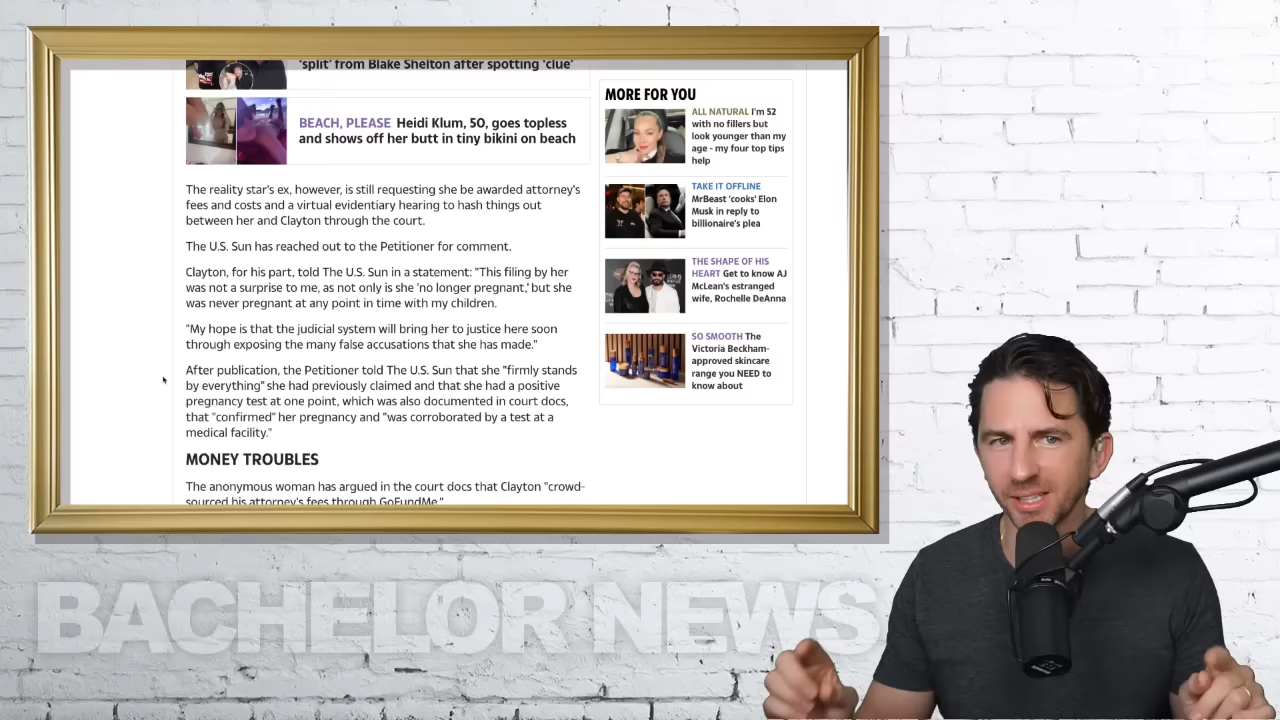 'split' from Blake Shelton after spotting 'clue'
BEACH, PLEASE Heidi Klum, 50, goes topless
and shows off her butt in tiny bikini on beach
The reality star's ex, however, is still requesting she be awarded attorney's
fees and costs and a virtual evidentiary hearing to hash things out
between her and Clayton through the court.
The U.S. Sun has reached out to the Petitioner for comment.
Clayton, for his part, told The U.S. Sun in a statement: "This filing by her
was not a surprise to me, as not only is she 'no longer pregnant,' but she
was never pregnant at any point in time with my children.
"My hope is that the judicial system will bring her to justice here soon
through exposing the many false accusations that she has made."
After publication, the Petitioner told The U.S. Sun that she "firmly stands
by everything" she had previously claimed and that she had a positive
pregnancy test at one point, which was also documented in court docs,
that "confirmed" her pregnancy and "was corroborated by a test at a
medical facility."
MONEY TROUBLES
The anonymous woman has argued in the court docs that Clayton "crowd-
sourced his attorney's fees through GoFundMe."
MORE FOR YOU
ALL NATURAL I'm 52
with no fillers but
look younger than my
age - my four top tips
help
TAKE IT OFFLINE
MrBeast 'cooks' Elon
Musk in reply to
billionaire's plea
THE SHAPE OF HIS
HEART Get to know AJ
McLean's estranged
wife, Rochelle DeAnna
SO SMOOTH The
Victoria Beckham-
approved skincare
range you NEED to
know about
BACHELOR NEWS